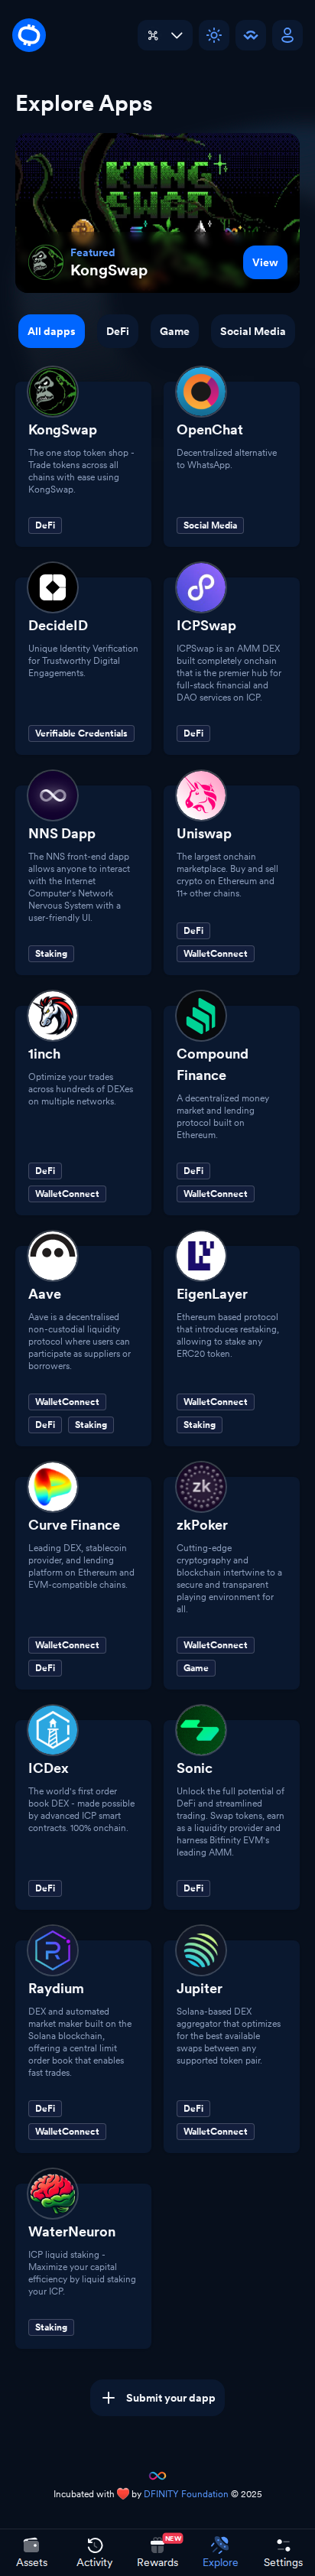 Explore Apps
KONG
SWAP
Featured
KongSwap
View
All dapps
DeFi
Game
Social Media
KongSwap
The one stop token shop -
Trade tokens across all
chains with ease using
KongSwap.
DeFi
OpenChat
Decentralized alternative
to WhatsApp.
Social Media
DecideID
Unique Identity Verification
for Trustworthy Digital
Engagements.
Verifiable Credentials
ICPSwap
ICPSwap is an AMM DEX
built completely onchain
that is the premier hub for
full-stack financial and
DAO services on ICP.
DeFi
NNS Dapp
The NNS front-end dapp
allows anyone to interact
with the Internet
Computer's Network
Nervous System with a
user-friendly UI.
Staking
Uniswap
The largest onchain
marketplace. Buy and sell
crypto on Ethereum and
11+ other chains.
DeFi
WalletConnect
1inch
Optimize your trades
across hundreds of DEXes
on multiple networks.
DeFi
WalletConnect
Compound
Finance
A decentralized money
market and lending
protocol built on
Ethereum.
DeFi
WalletConnect
Aave
Aave is a decentralised
non-custodial liquidity
protocol where users can
participate as suppliers or
borrowers.
WalletConnect
DeFi
Staking
EigenLayer
Ethereum based protocol
that introduces restaking,
allowing to stake any
ERC20 token.
WalletConnect
Staking
Curve Finance
Leading DEX, stablecoin
provider, and lending
platform on Ethereum and
EVM-compatible chains.
WalletConnect
DeFi
zk
zkPoker
Cutting-edge
cryptography and
blockchain intertwine to a
secure and transparent
playing environment for
all.
WalletConnect
Game
ICDex
The world's first order
book DEX - made possible
by advanced ICP smart
contracts. 100% onchain.
DeFi
Sonic
Unlock the full potential of
DeFi and streamlined
trading. Swap tokens, earn
as a liquidity provider and
harness Bitfinity EVM's
leading AMM.
DeFi
Raydium
DEX and automated
market maker built on the
Solana blockchain,
offering a central limit
order book that enables
fast trades.
DeFi
WalletConnect
Jupiter
Solana-based DEX
aggregator that optimizes
for the best available
swaps between any
supported token pair.
DeFi
WalletConnect
WaterNeuron
ICP liquid staking -
Maximize your capital
efficiency by liquid staking
your ICP.
Staking
Submit your dapp
Incubated with ❤️ by DFINITY Foundation © 2025
NEW
Assets
Activity
Rewards
Explore
Settings